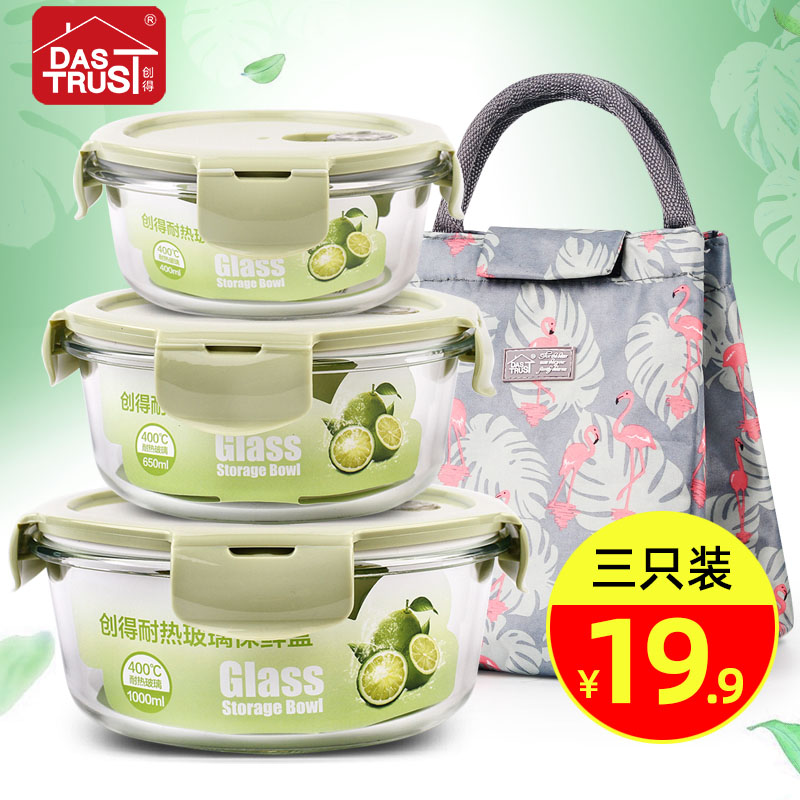 DAS
TRUST
创得
®
创得耐热玻
400℃
耐热玻璃
400ml
Glass
Storage Bowl
创得耐
400℃
耐热玻璃
650ml
Glass
Storage Bowl
DAS
TRUST
创得耐热玻璃保鲜盒
400℃
耐热玻璃
1000ml
Glass
Storage Bowl
三只装
¥19.9